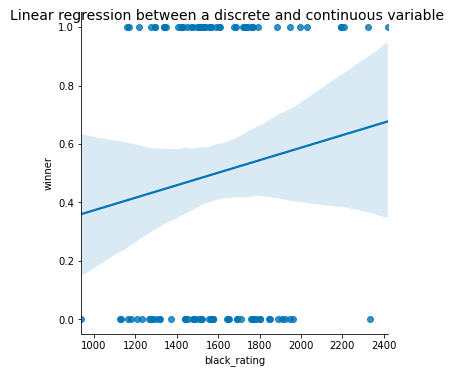 Linear regression between a discrete and continuous variable
1.0
0.8
0.6
0.4
0.2
0.0
winner
1000 1200 1400 1600 1800 2000 2200 2400
black_rating